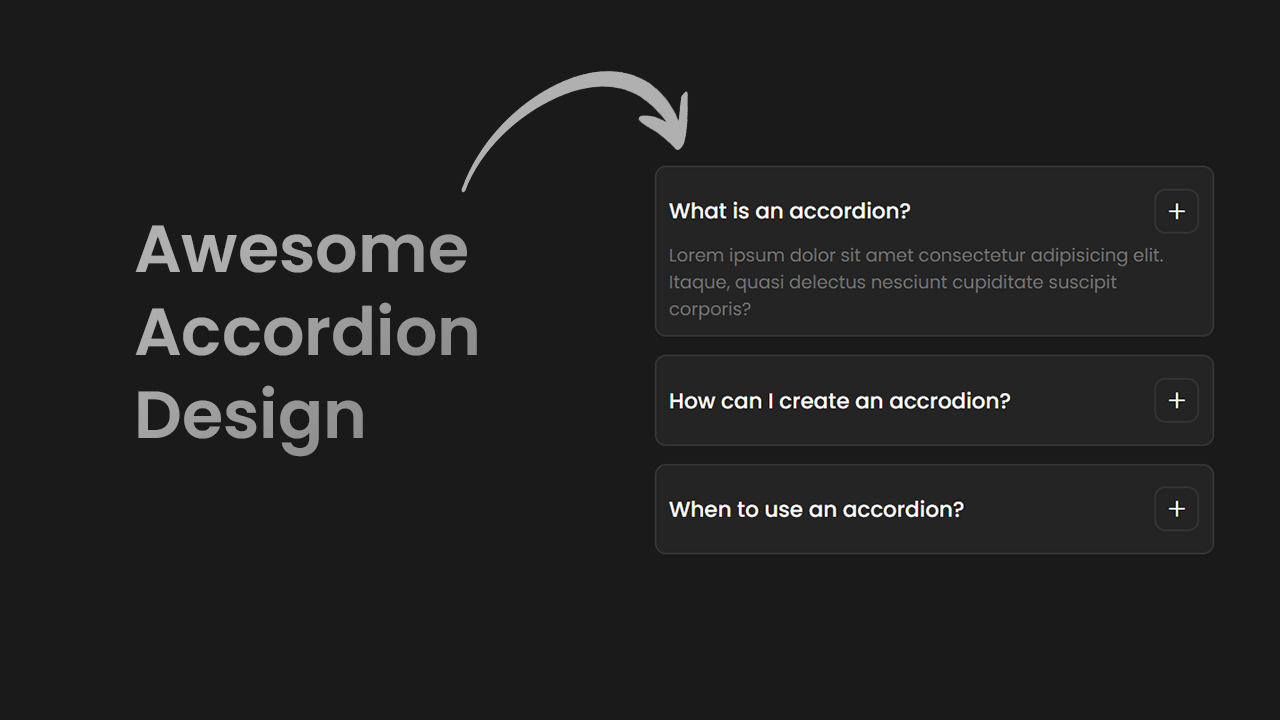 Awesome
Accordion
Design
What is an accordion?
Lorem ipsum dolor sit amet consectetur adipisicing elit.
Itaque, quasi delectus nesciunt cupiditate suscipit
corporis?
How can I create an accrodion?
When to use an accordion?